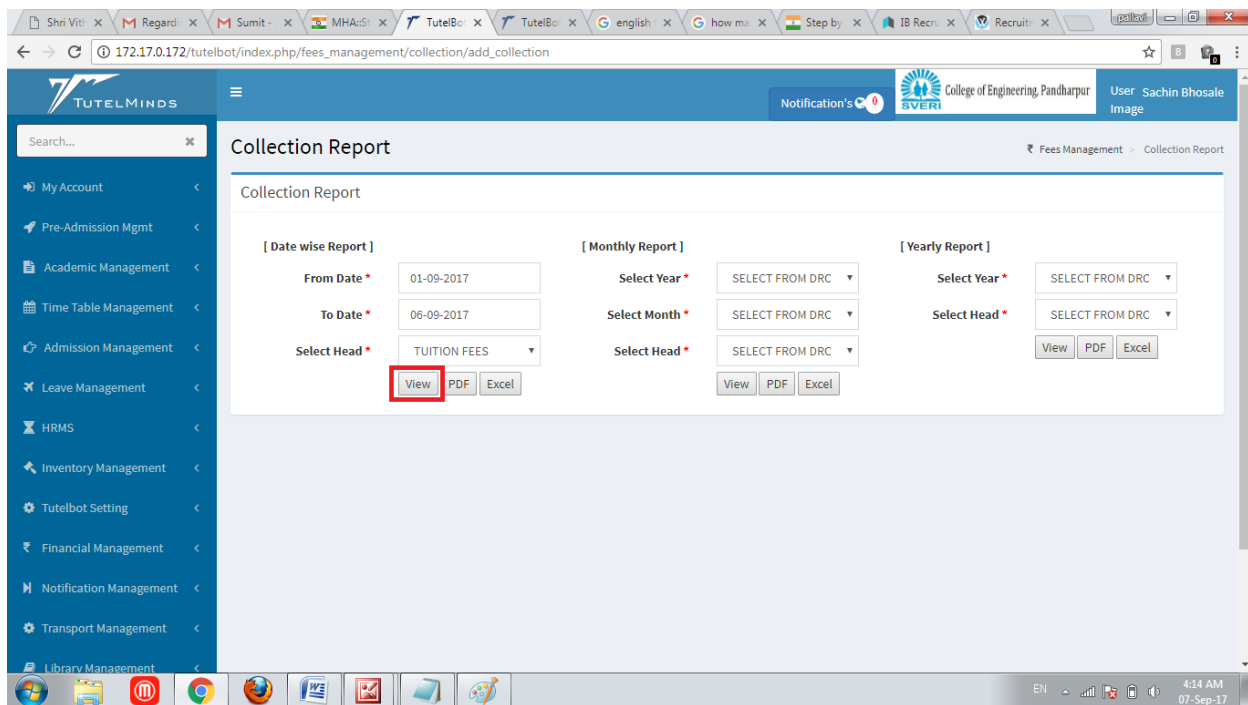 Shri Vith
Regardi
Sumit -
MHA::St
TutelBot
TutelBot
english
how ma
Step by
IB Recru
Recruitm
pallavi
172.17.0.172/tutelbot/index.php/fees_management/collection/add_collection
TUTELMINDS
Notification's 0
SVERI
College of Engineering, Pandharpur
User Image
Sachin Bhosale
Search...
Collection Report
₹ Fees Management > Collection Report
My Account
Pre-Admission Mgmt
Academic Management
Time Table Management
Admission Management
Leave Management
HRMS
Inventory Management
Tutelbot Setting
₹ Financial Management
Notification Management
Transport Management
Library Management
Collection Report
[ Date wise Report ]
From Date * 01-09-2017
To Date * 06-09-2017
Select Head * TUITION FEES
View PDF Excel
[ Monthly Report ]
Select Year * SELECT FROM DRC
Select Month * SELECT FROM DRC
Select Head * SELECT FROM DRC
View PDF Excel
[ Yearly Report ]
Select Year * SELECT FROM DRC
Select Head * SELECT FROM DRC
View PDF Excel
EN
4:14 AM
07-Sep-17